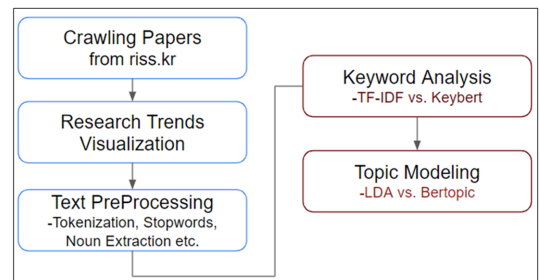 Crawling Papers
from riss.kr
Research Trends
Visualization
Text PreProcessing
-Tokenization, Stopwords,
Noun Extraction etc.
Keyword Analysis
-TF-IDF vs. Keybert
Topic Modeling
-LDA vs. Bertopic